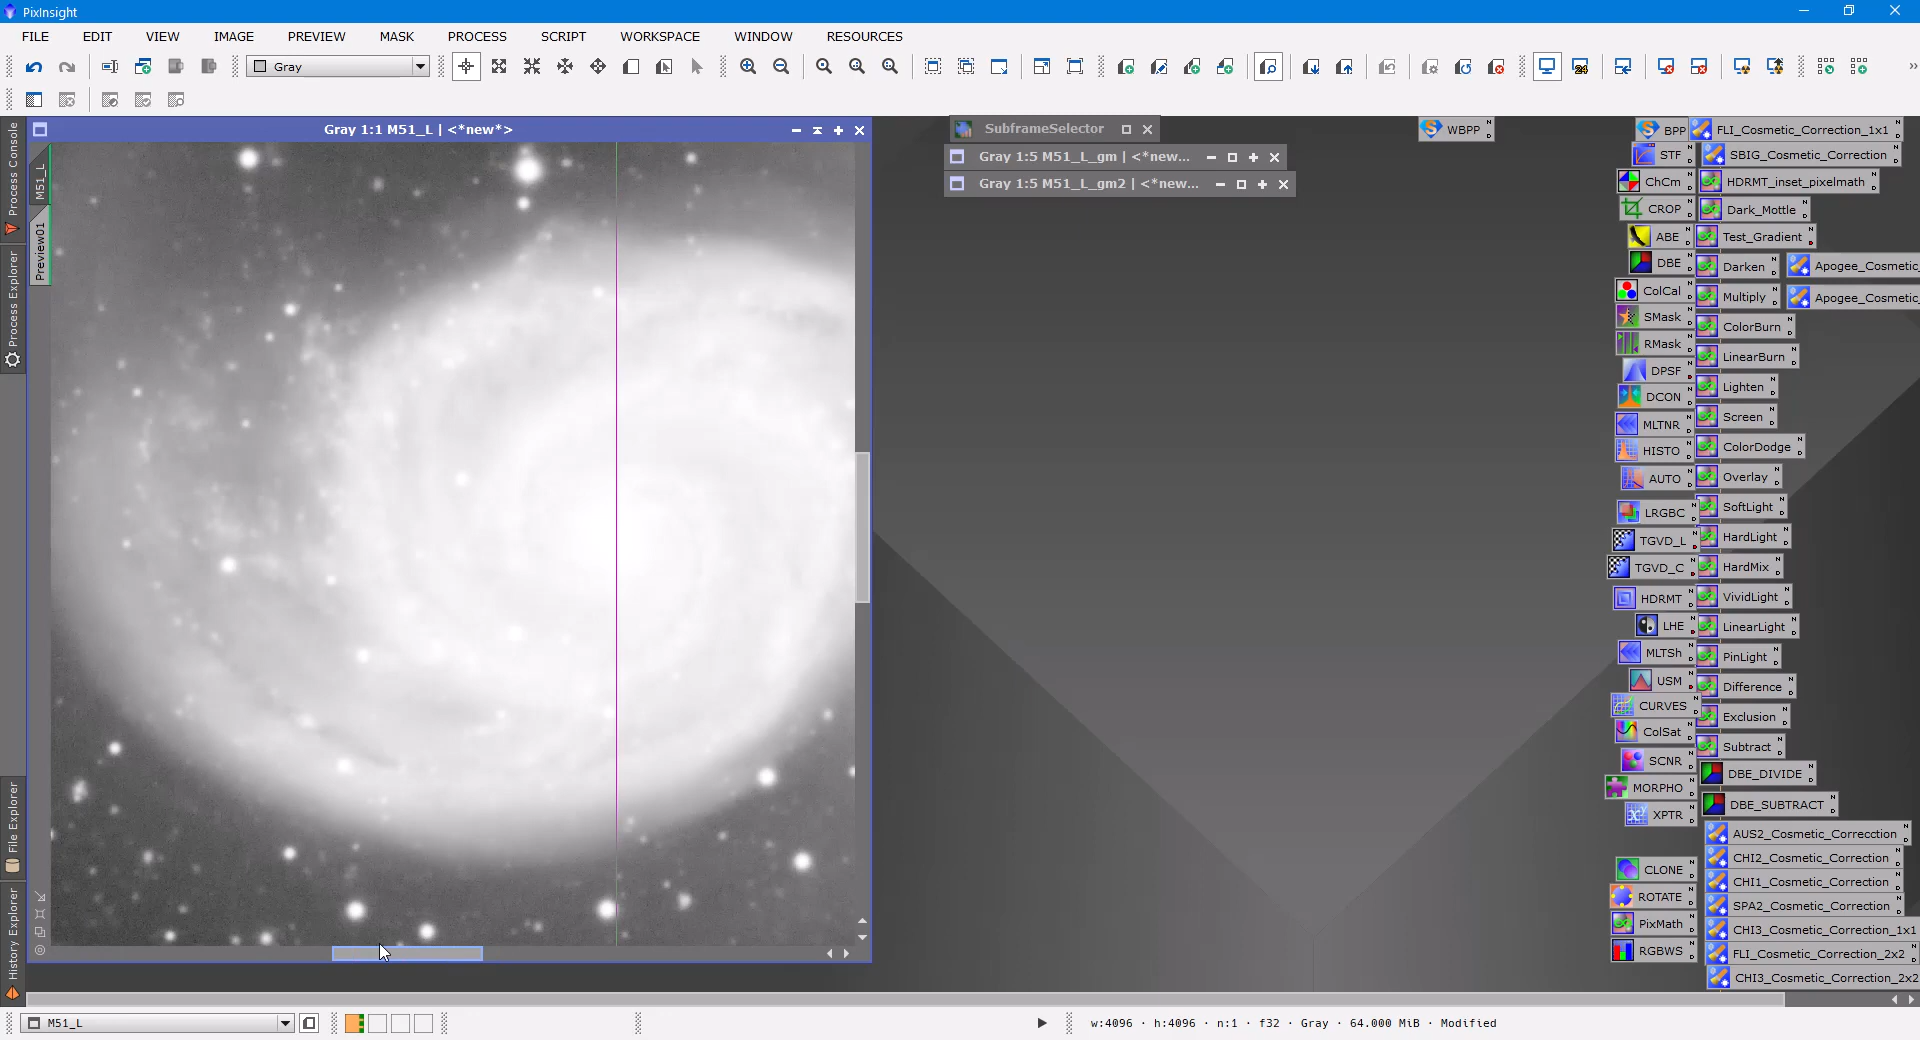 PixInsight
FILE EDIT VIEW IMAGE PREVIEW MASK PROCESS SCRIPT WORKSPACE WINDOW RESOURCES
Gray
24
Process Console
Process Explorer
File Explorer
History Explorer
Gray 1:1 M51_L | <*new*>
M51_L
Preview01
SubframeSelector
Gray 1:5 M51_L_gm | <*new...
Gray 1:5 M51_L_gm2 | <*new...
WBPP
BPP
STF
ChCm
CROP
ABE
DBE
ColCal
SMask
RMask
DPSF
DCON
MLTNR
HISTO
AUTO
LRGBC
TGVD_L
TGVD_C
HDRMT
LHE
MLTSh
USM
CURVES
ColSat
SCNR
MORPHO
XPTR
CLONE
ROTATE
PixMath
RGBWS
FLI_Cosmetic_Correction_1x1
SBIG_Cosmetic_Correction
HDRMT_inset_pixelmath
Dark_Mottle
Test_Gradient
Darken
Apogee_Cosmetic_
Multiply
Apogee_Cosmetic_
ColorBurn
LinearBurn
Lighten
Screen
ColorDodge
Overlay
SoftLight
HardLight
HardMix
VividLight
LinearLight
PinLight
Difference
Exclusion
Subtract
DBE_DIVIDE
DBE_SUBTRACT
AUS2_Cosmetic_Correcction
CHI2_Cosmetic_Correction
CHI1_Cosmetic_Correction
SPA2_Cosmetic_Correction
CHI3_Cosmetic_Correction_1x1
FLI_Cosmetic_Correction_2x2
CHI3_Cosmetic_Correction_2x2
M51_L
w:4096 · h:4096 · n:1 · f32 · Gray · 64.000 MiB · Modified